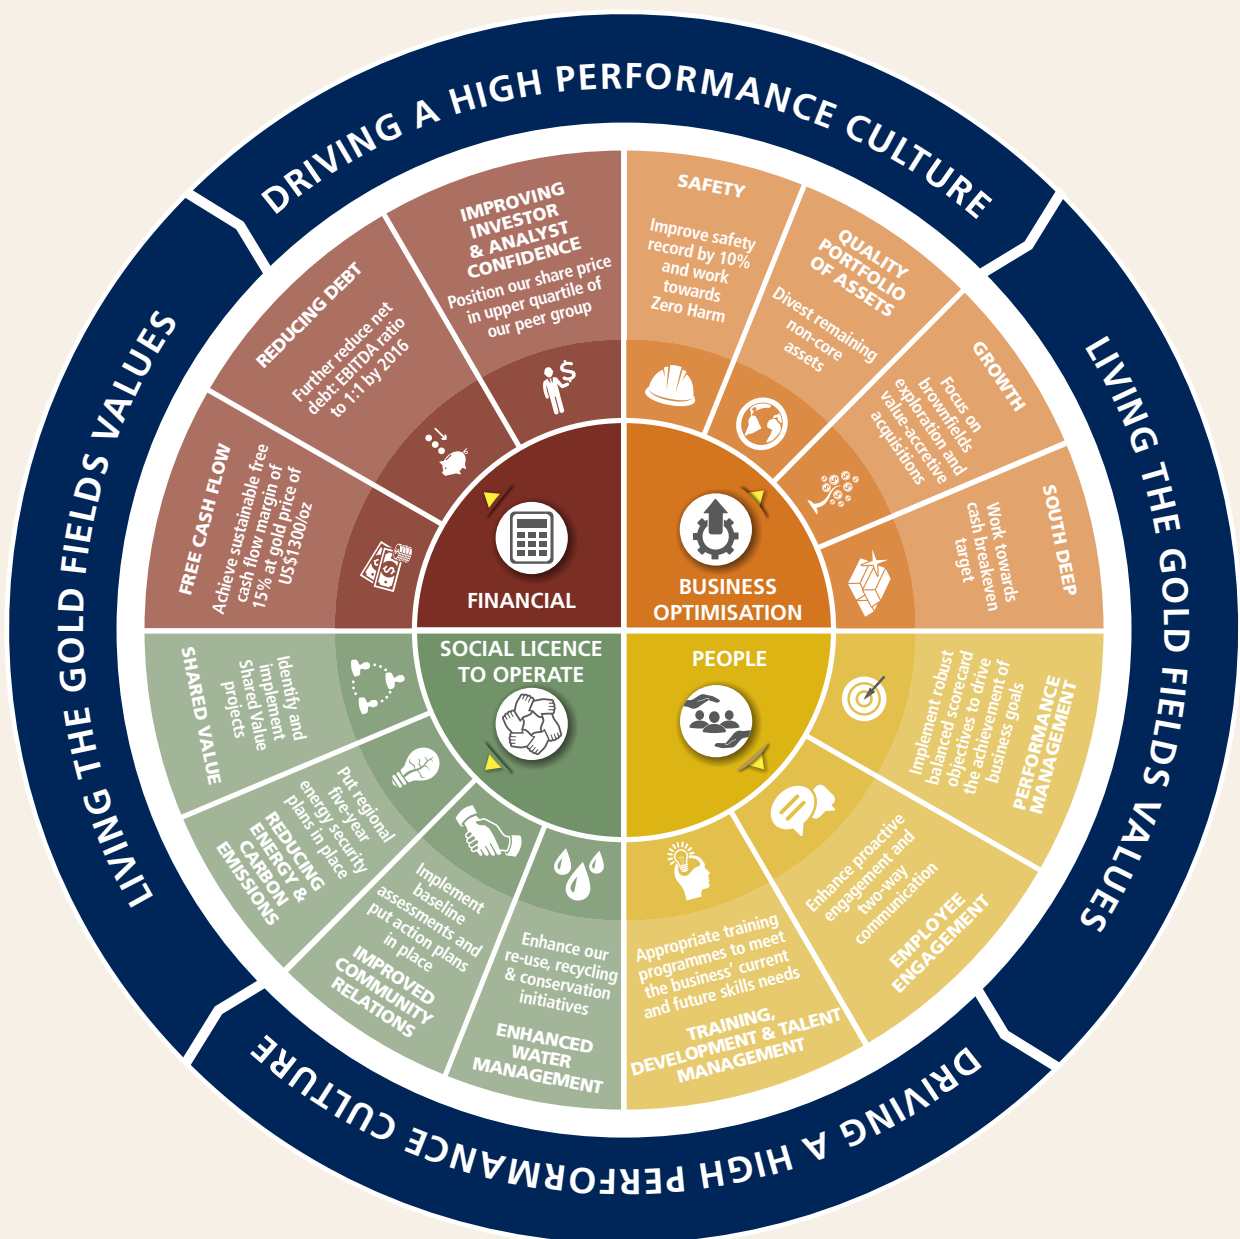 DRIVING A HIGH PERFORMANCE CULTURE
LIVING THE GOLD FIELDS VALUES
DRIVING A HIGH PERFORMANCE CULTURE
LIVING THE GOLD FIELDS VALUES
FINANCIAL
FREE CASH FLOW
Achieve sustainable free
cash flow margin of
15% at gold price of
US$1300/oz
REDUCING DEBT
Further reduce net
debt: EBITDA ratio
to 1:1 by 2016
IMPROVING
INVESTOR
& ANALYST
CONFIDENCE
Position our share price
in upper quartile of
our peer group
BUSINESS
OPTIMISATION
SAFETY
Improve safety
record by 10%
and work
towards
Zero Harm
QUALITY
PORTFOLIO
OF ASSETS
Divest remaining
non-core
assets
GROWTH
Focus on
brownfields
exploration and
value-accretive
acquisitions
SOUTH DEEP
Work towards
cash breakeven
target
PEOPLE
Implement robust
balanced scorecard
objectives to drive
the achievement of
business goals
PERFORMANCE
MANAGEMENT
Enhance proactive
engagement and
two-way
communication
EMPLOYEE
ENGAGEMENT
Appropriate training
programmes to meet
the business' current
and future skills needs
TRAINING,
DEVELOPMENT & TALENT
MANAGEMENT
SOCIAL LICENCE
TO OPERATE
Enhance our
re-use, recycling
& conservation
initiatives
ENHANCED
WATER
MANAGEMENT
Implement
baseline
assessments and
put action plans
in place
IMPROVED
COMMUNITY
RELATIONS
Put regional
five-year
energy security
plans in place
REDUCING
ENERGY &
CARBON
EMISSIONS
Identify and
implement
Shared Value
projects
SHARED VALUE